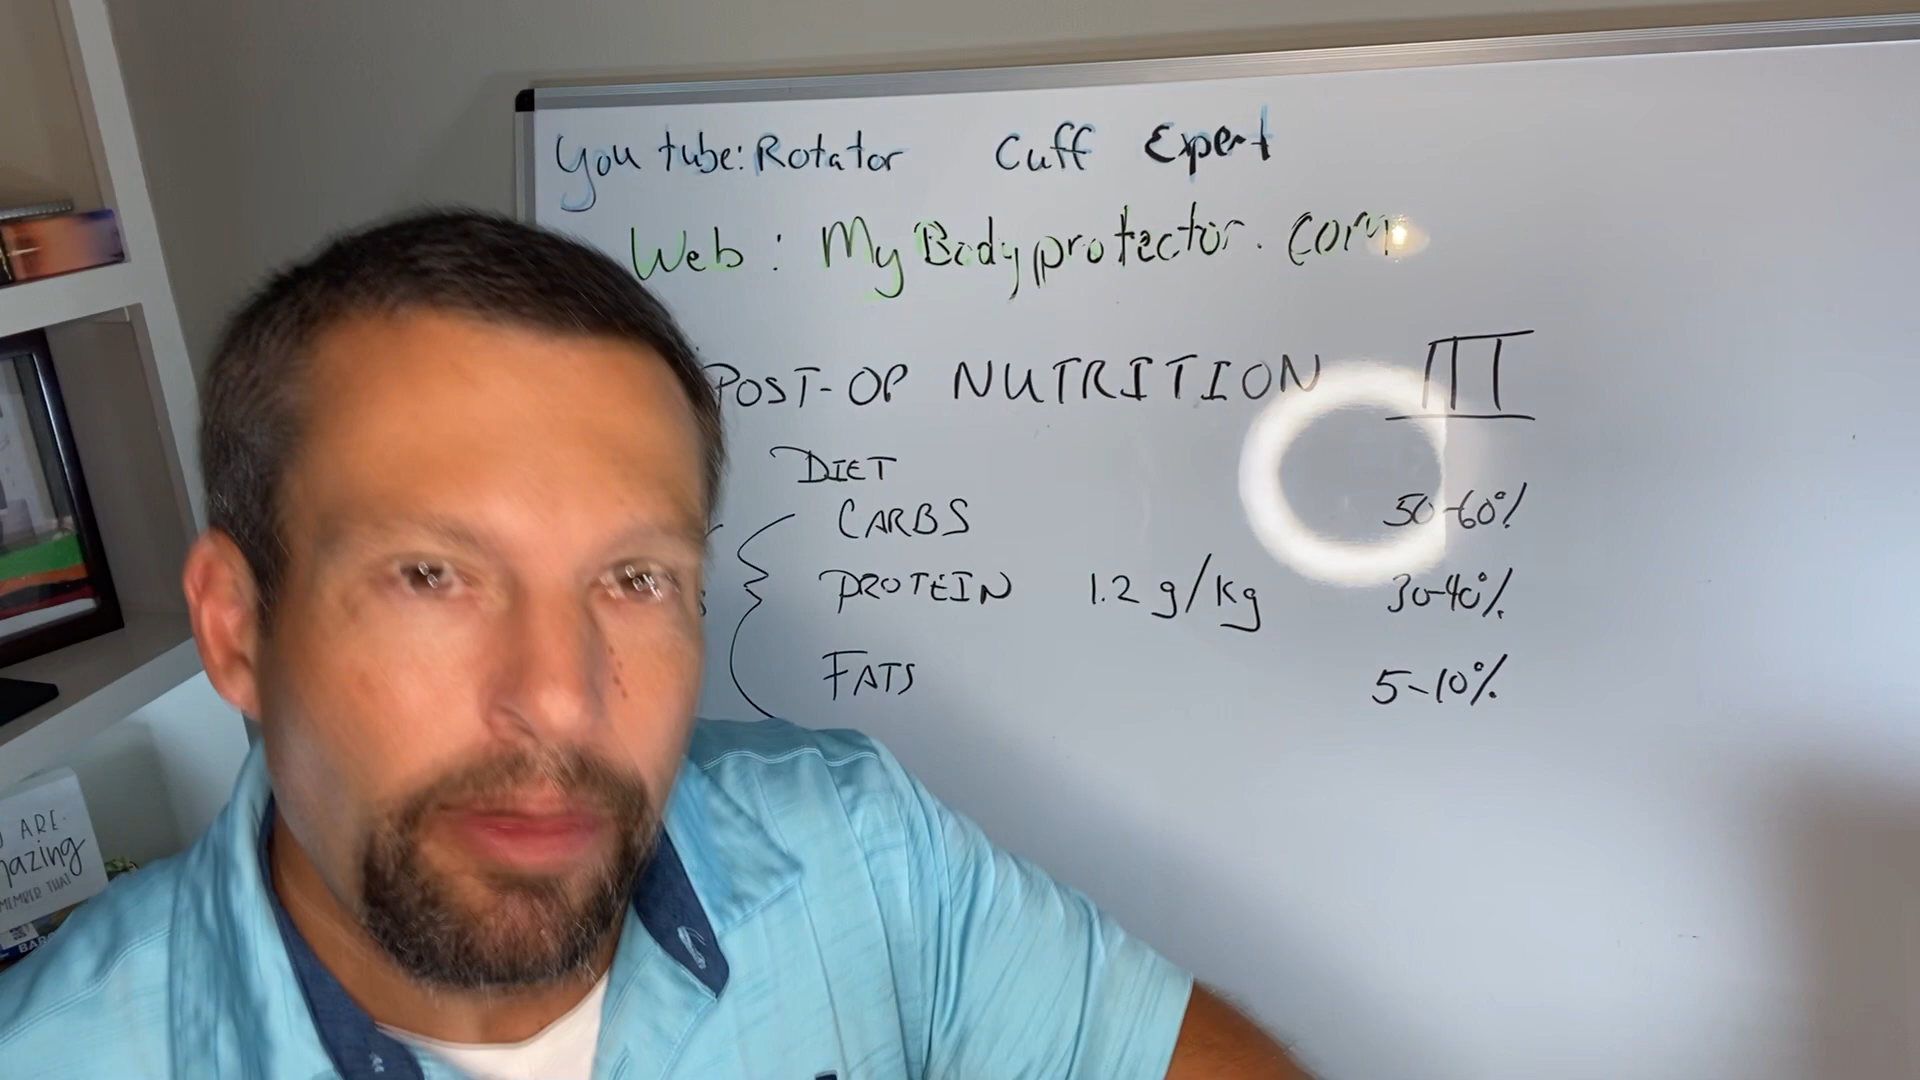 You tube: Rotator Cuff Expert
Web: MyBodyprotector.com
POST-OP NUTRITION III
DIET
CARBS 50-60%
PROTEIN 1.2 g/kg 30-40%
FATS 5-10%
ARE
THAT